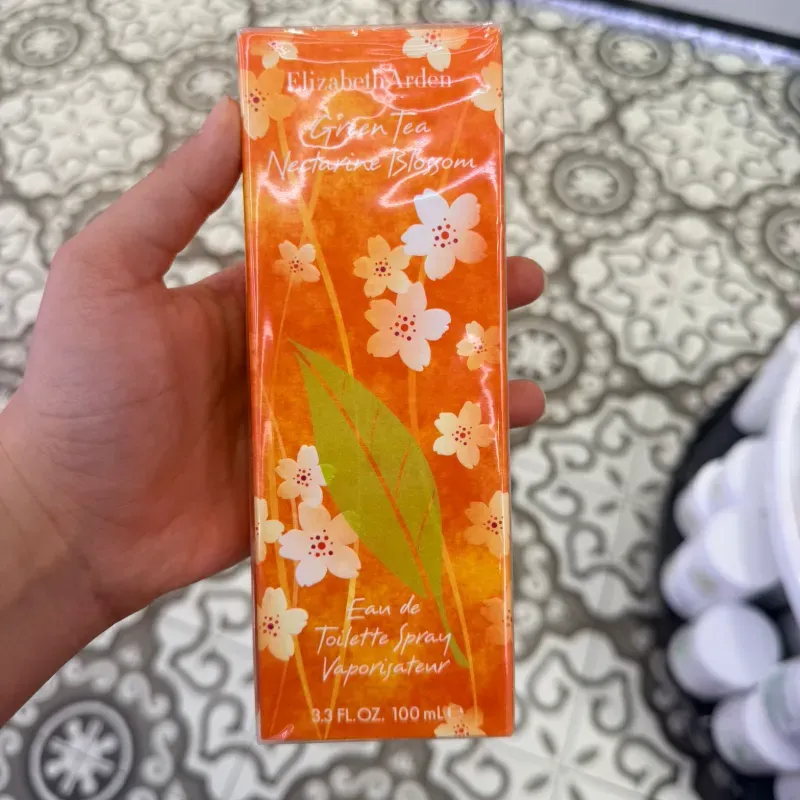 Elizabeth Arden
Green Tea
Nectarine Blossom
Eau de
Toilette Spray
Vaporisateur
3.3 FL.OZ. 100 mL ℮